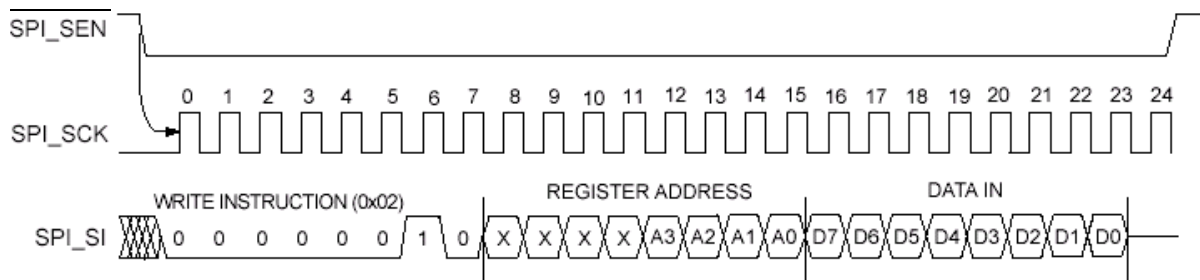 SPI_SEN
0 1 2 3 4 5 6 7 8 9 10 11 12 13 14 15 16 17 18 19 20 21 22 23 24
SPI_SCK
WRITE INSTRUCTION (0x02) REGISTER ADDRESS DATA IN
SPI_SI 0 0 0 0 0 0 1 0 X X X X A3 A2 A1 A0 D7 D6 D5 D4 D3 D2 D1 D0